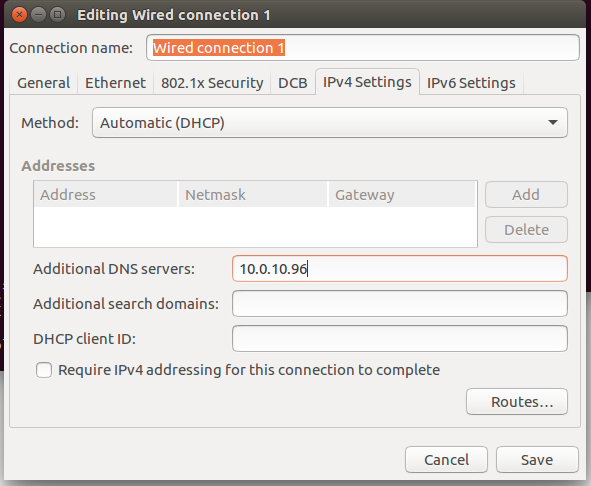 Editing Wired connection 1
Connection name: Wired connection 1
General Ethernet 802.1x Security DCB IPv4 Settings IPv6 Settings
Method: Automatic (DHCP)
Addresses
Address Netmask Gateway Add
Delete
Additional DNS servers: 10.0.10.96
Additional search domains:
DHCP client ID:
Require IPv4 addressing for this connection to complete
Routes...
Cancel Save